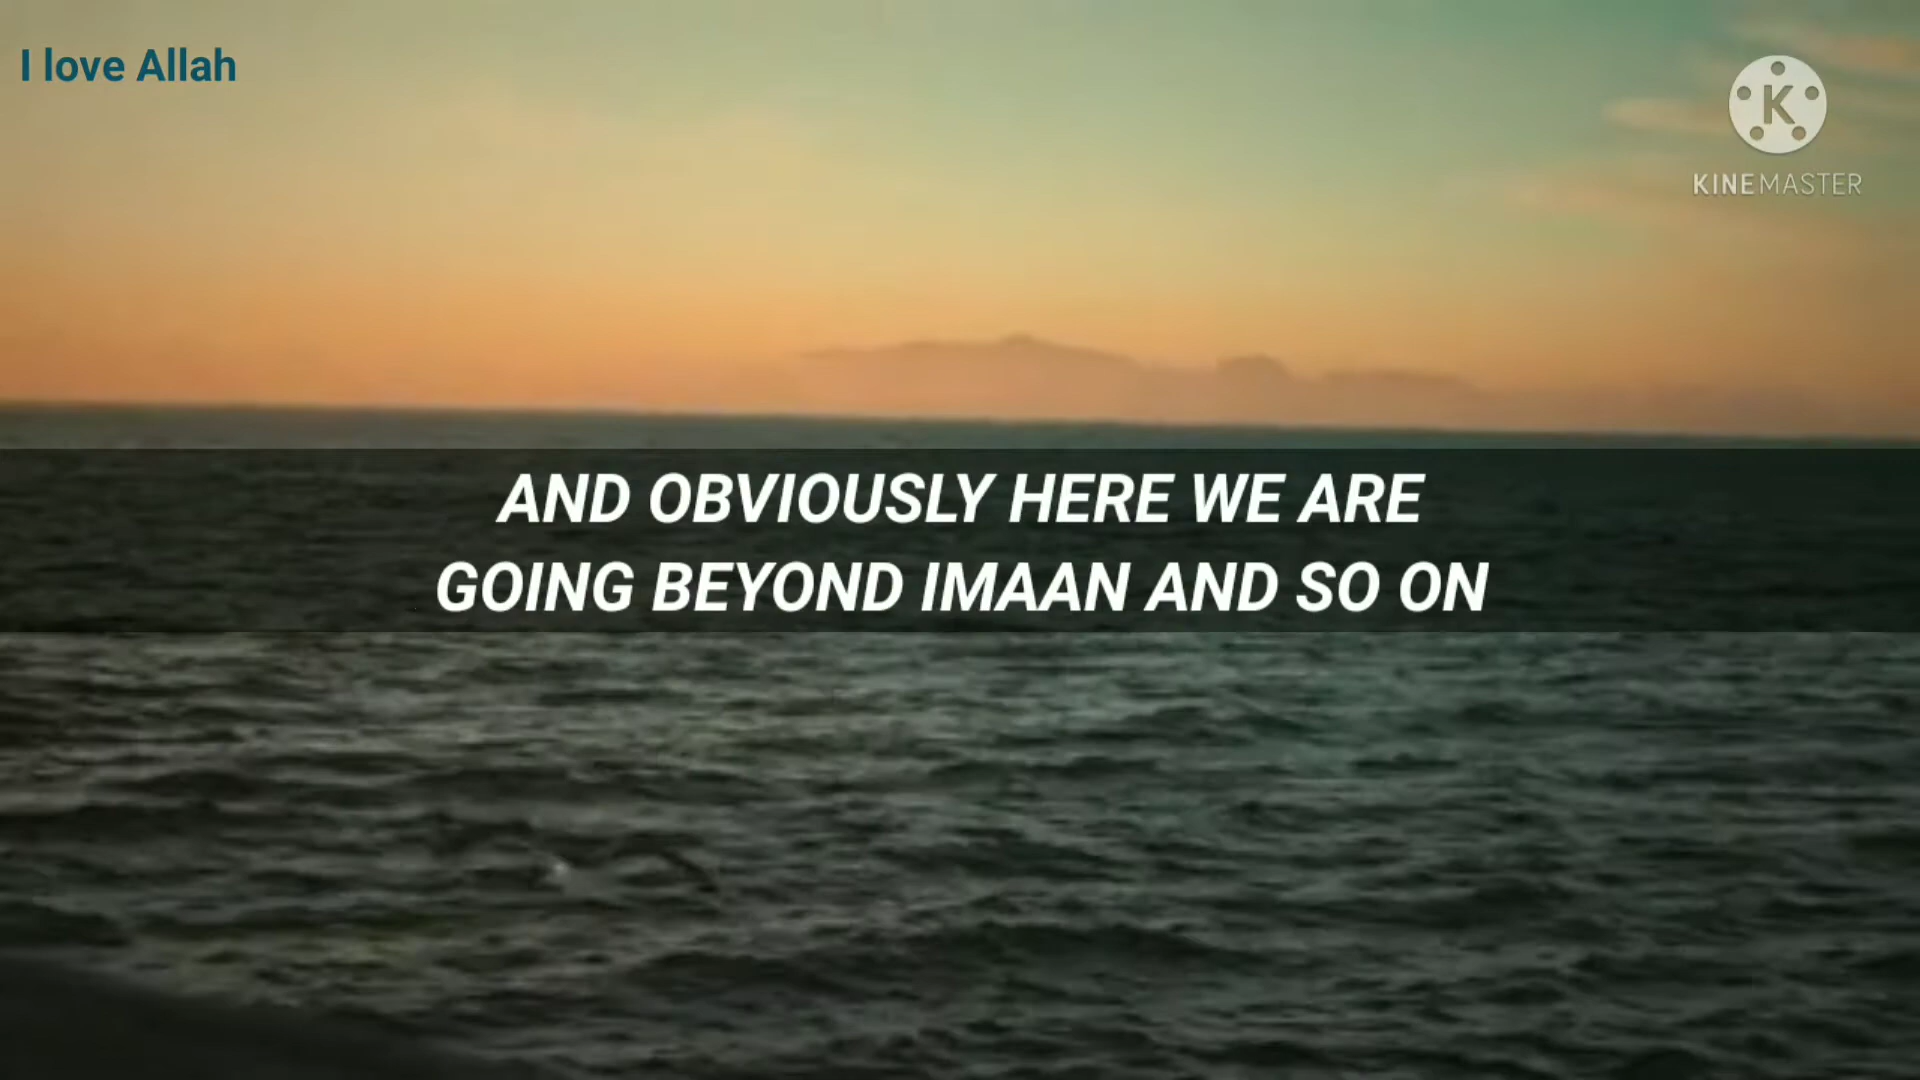 I love Allah
K
KINEMASTER
AND OBVIOUSLY HERE WE ARE
GOING BEYOND IMAAN AND SO ON